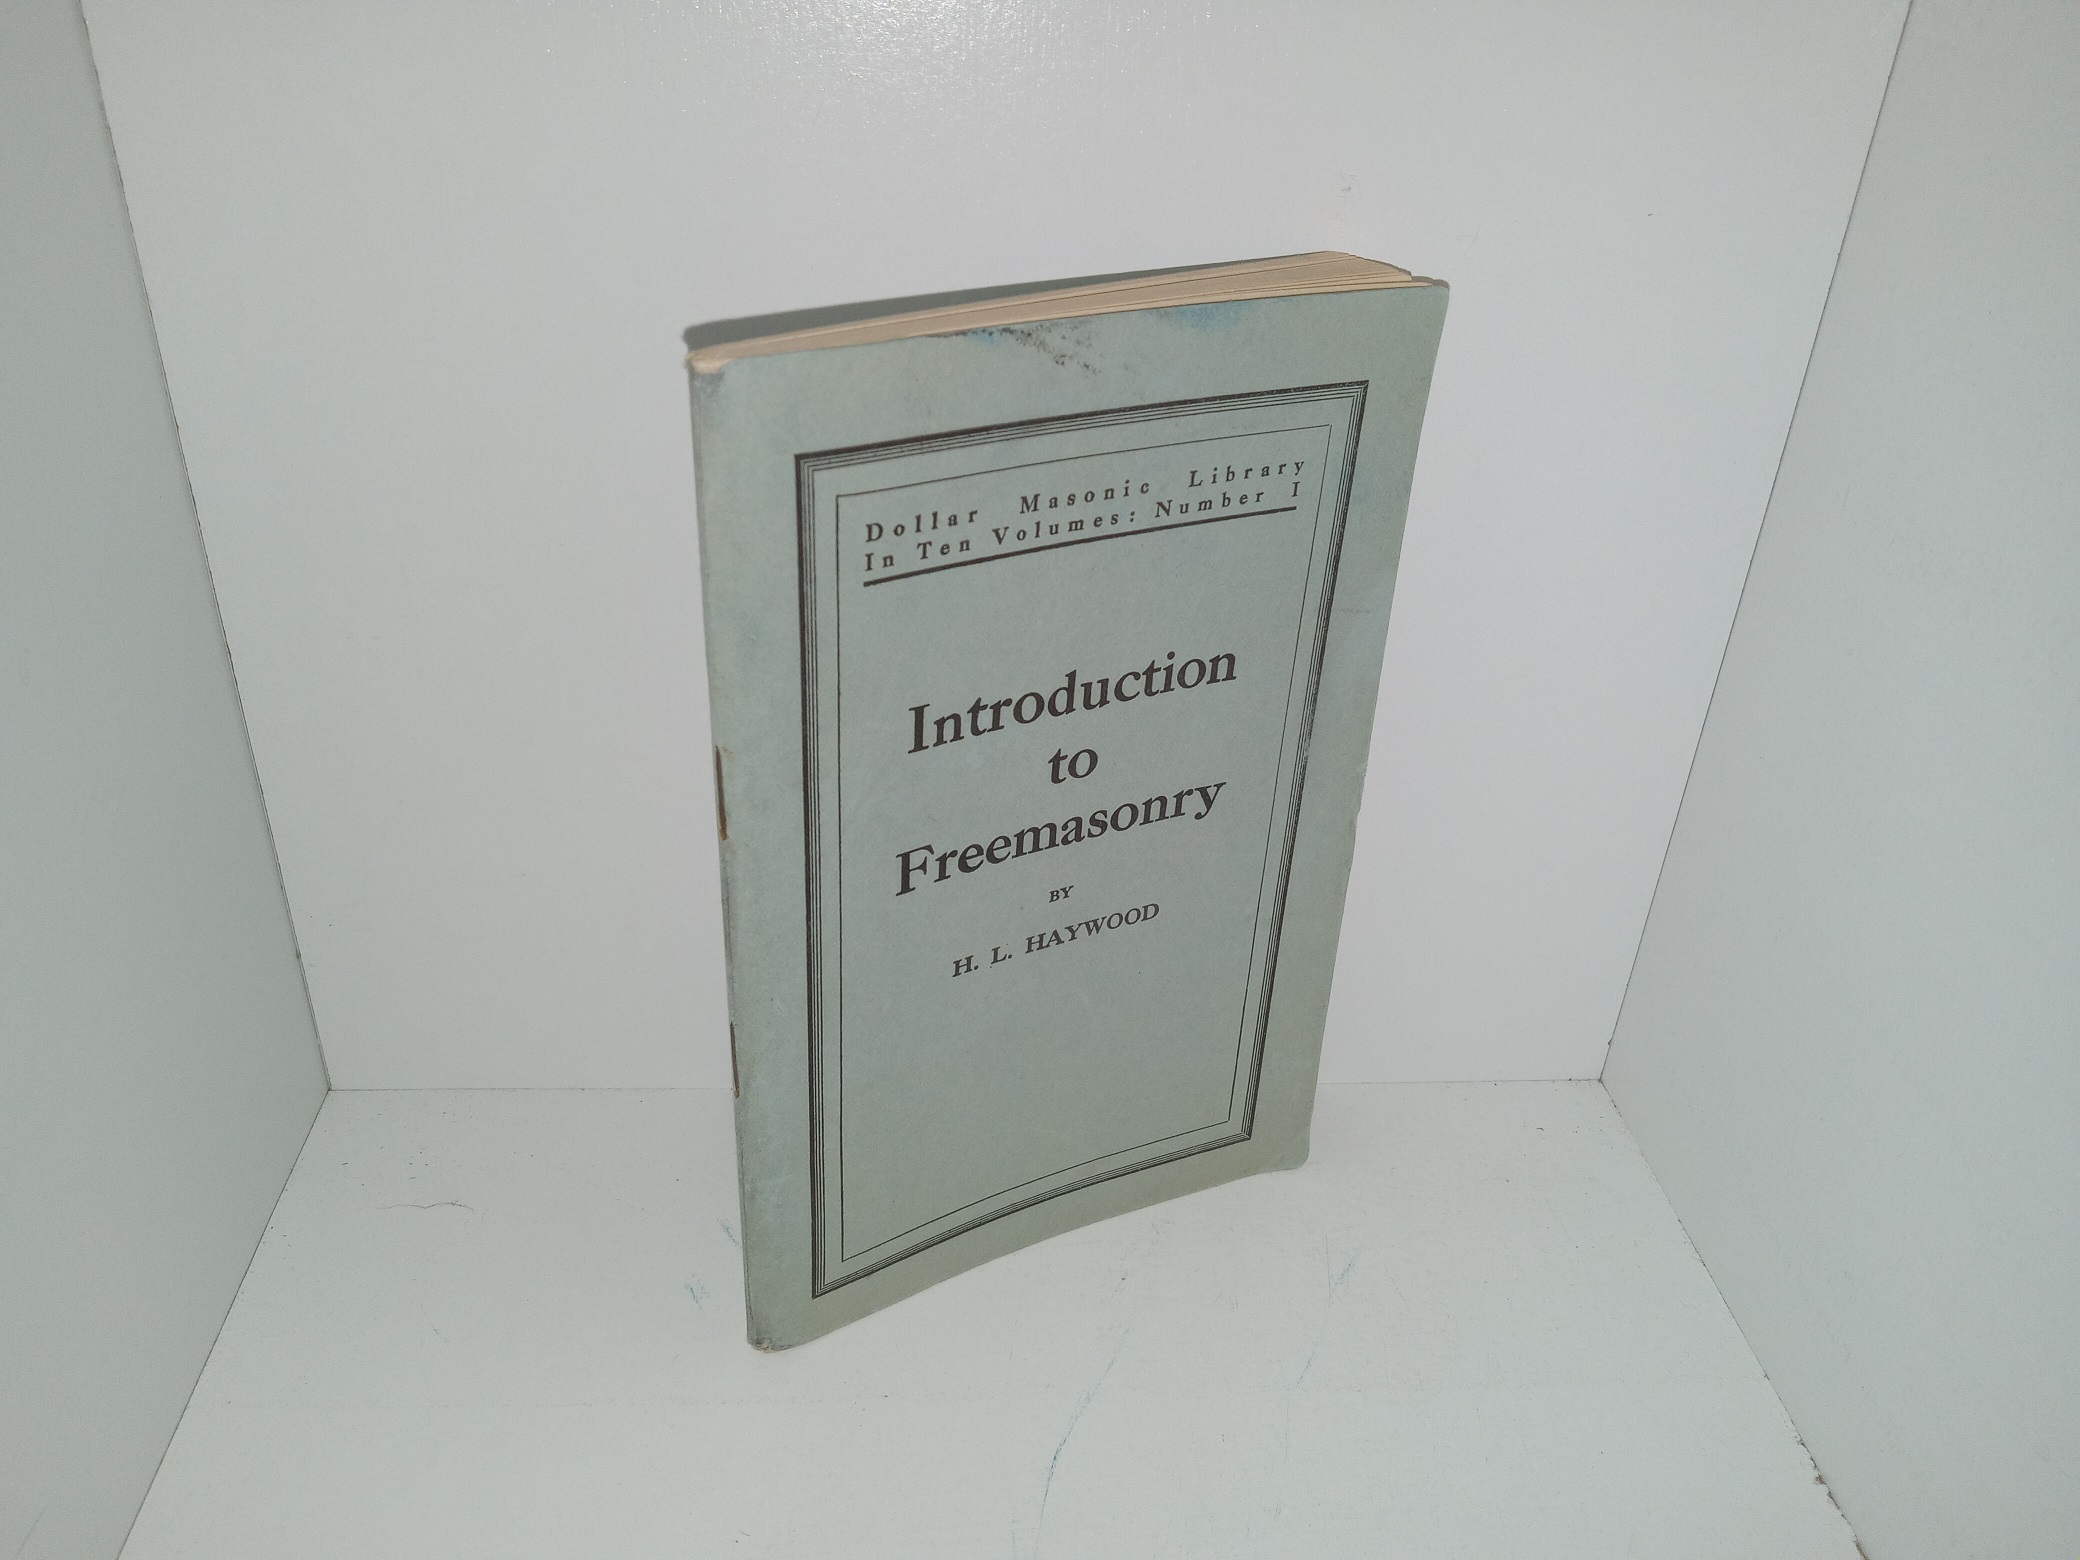 Dollar Masonic Library
In Ten Volumes: Number I
Introduction
to
Freemasonry
BY
H. L. HAYWOOD